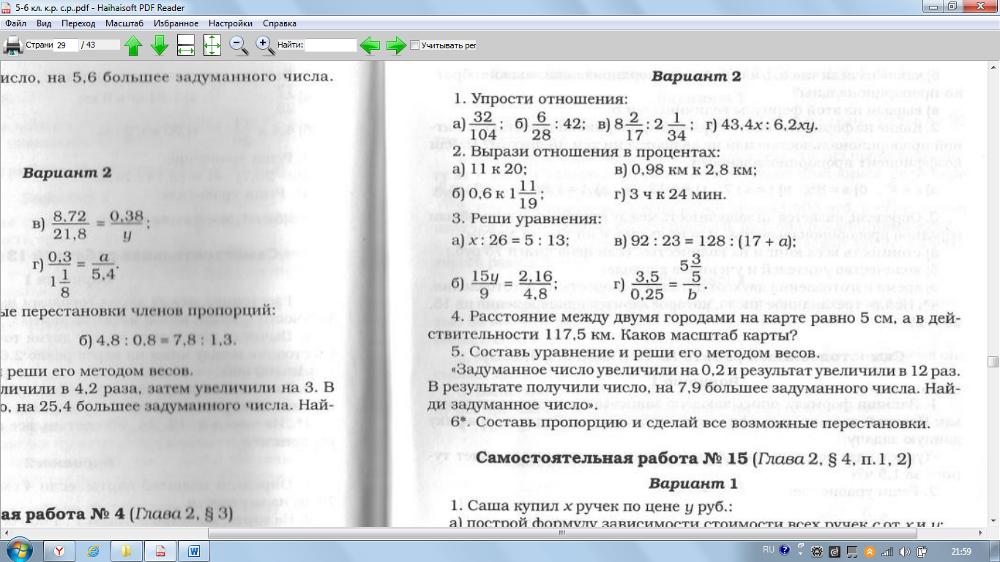 5-6 кл. к.р. с.р..pdf - Haihaisoft PDF Reader
Файл Вид Переход Масштаб Избранное Настройки Справка
Страни 29 / 43 Найти: Учитывать рег
исло, на 5,6 большее задуманного числа.
Вариант 2
в) 8,72/21,8 = 0,38/y;
г) 0,3/1 1/8 = a/5,4.
ые перестановки членов пропорций:
б) 4,8 : 0,8 = 7,8 : 1,3.
и реши его методом весов.
личили в 4,2 раза, затем увеличили на 3. В
о, на 25,4 большее задуманного числа. Най-
ая работа № 4 (Глава 2, § 3)
Вариант 2
1. Упрости отношения:
а) 32/104; б) 6/28 : 42; в) 8 2/17 : 2 1/34; г) 43,4x : 6,2xy.
2. Вырази отношения в процентах:
а) 11 к 20; в) 0,98 км к 2,8 км;
б) 0,6 к 1 11/19; г) 3 ч к 24 мин.
3. Реши уравнения:
а) x : 26 = 5 : 13; в) 92 : 23 = 128 : (17 + a);
б) 15y/9 = 2,16/4,8; г) 3,5/0,25 = 5 3/5/b.
4. Расстояние между двумя городами на карте равно 5 см, а в дей-
ствительности 117,5 км. Каков масштаб карты?
5. Составь уравнение и реши его методом весов.
«Задуманное число увеличили на 0,2 и результат увеличили в 12 раз.
В результате получили число, на 7,9 большее задуманного числа. Най-
ди задуманное число».
6*. Составь пропорцию и сделай все возможные перестановки.
Самостоятельная работа № 15 (Глава 2, § 4, п. 1, 2)
Вариант 1
1. Саша купил x ручек по цене y руб.:
а) построй формулу зависимости стоимости всех ручек c от x и y;
RU 21:59